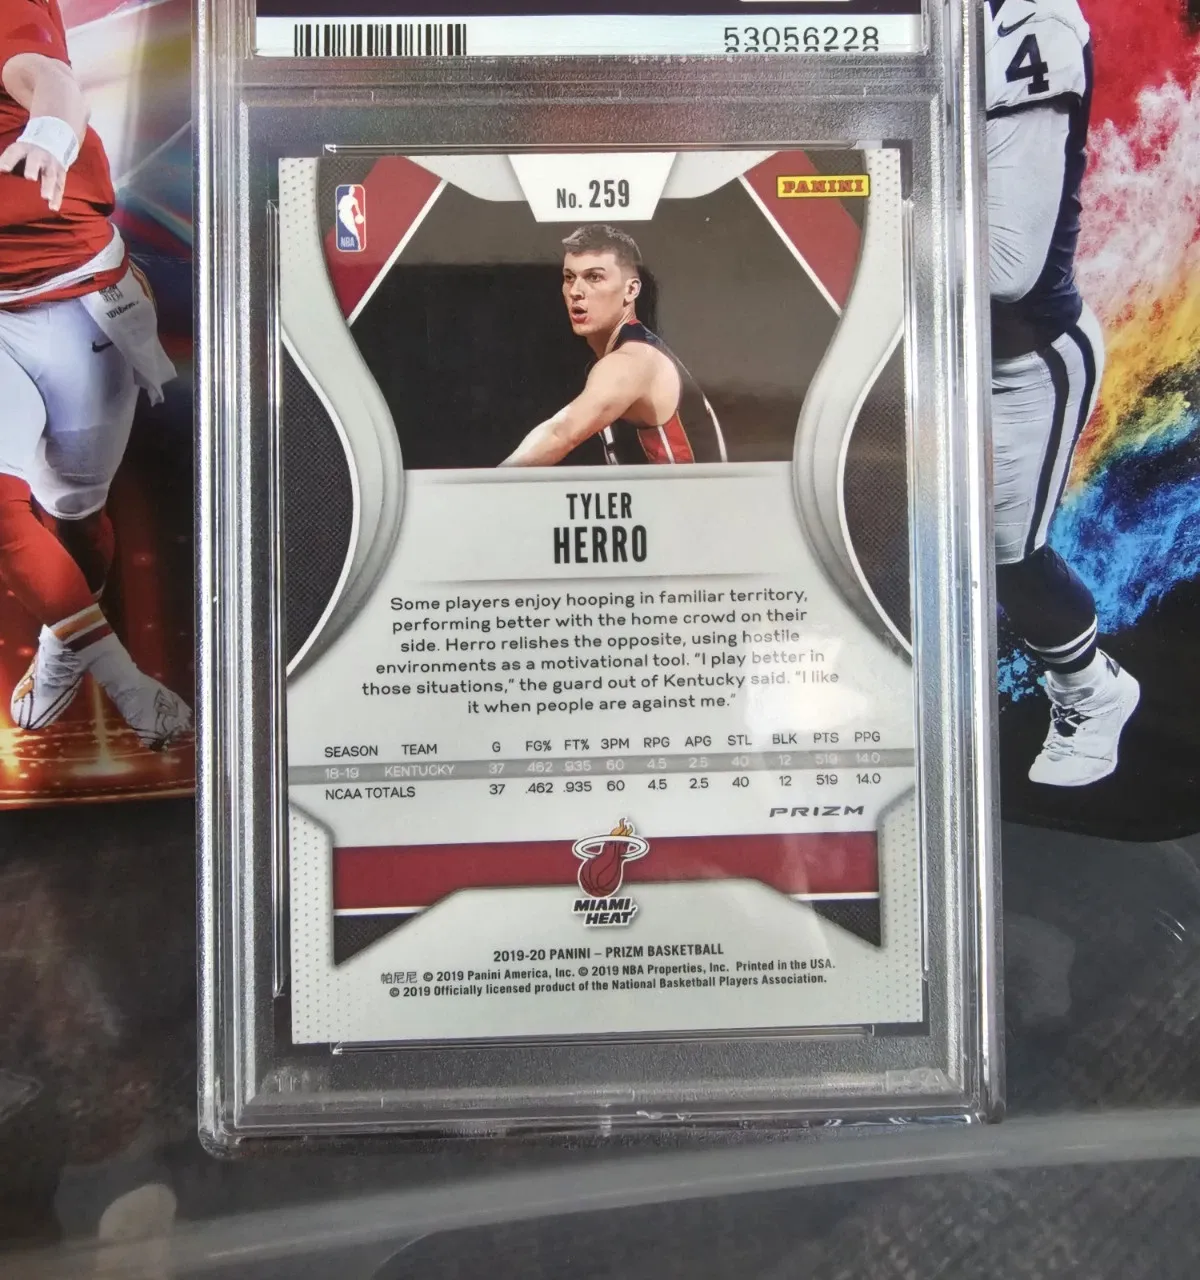 53056228
No. 259
PANINI
NBA
4
Wilson
TYLER
HERRO
Some players enjoy hooping in familiar territory,
performing better with the home crowd on their
side. Herro relishes the opposite, using hostile
environments as a motivational tool. "I play better in
those situations," the guard out of Kentucky said. "I like
it when people are against me."
SEASON TEAM G FG% FT% 3PM RPG APG STL BLK PTS PPG
18-19 KENTUCKY 37 .462 .935 60 4.5 2.5 40 12 519 14.0
NCAA TOTALS 37 .462 .935 60 4.5 2.5 40 12 519 14.0
PRIZM
MIAMI
HEAT
2019-20 PANINI – PRIZM BASKETBALL
帕尼尼 © 2019 Panini America, Inc. © 2019 NBA Properties, Inc. Printed in the USA.
© 2019 Officially licensed product of the National Basketball Players Association.